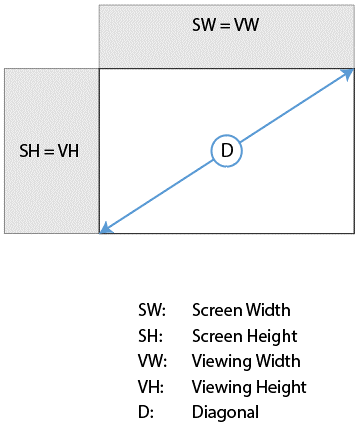 SW = VW
SH = VH
D
SW: Screen Width
SH: Screen Height
VW: Viewing Width
VH: Viewing Height
D: Diagonal